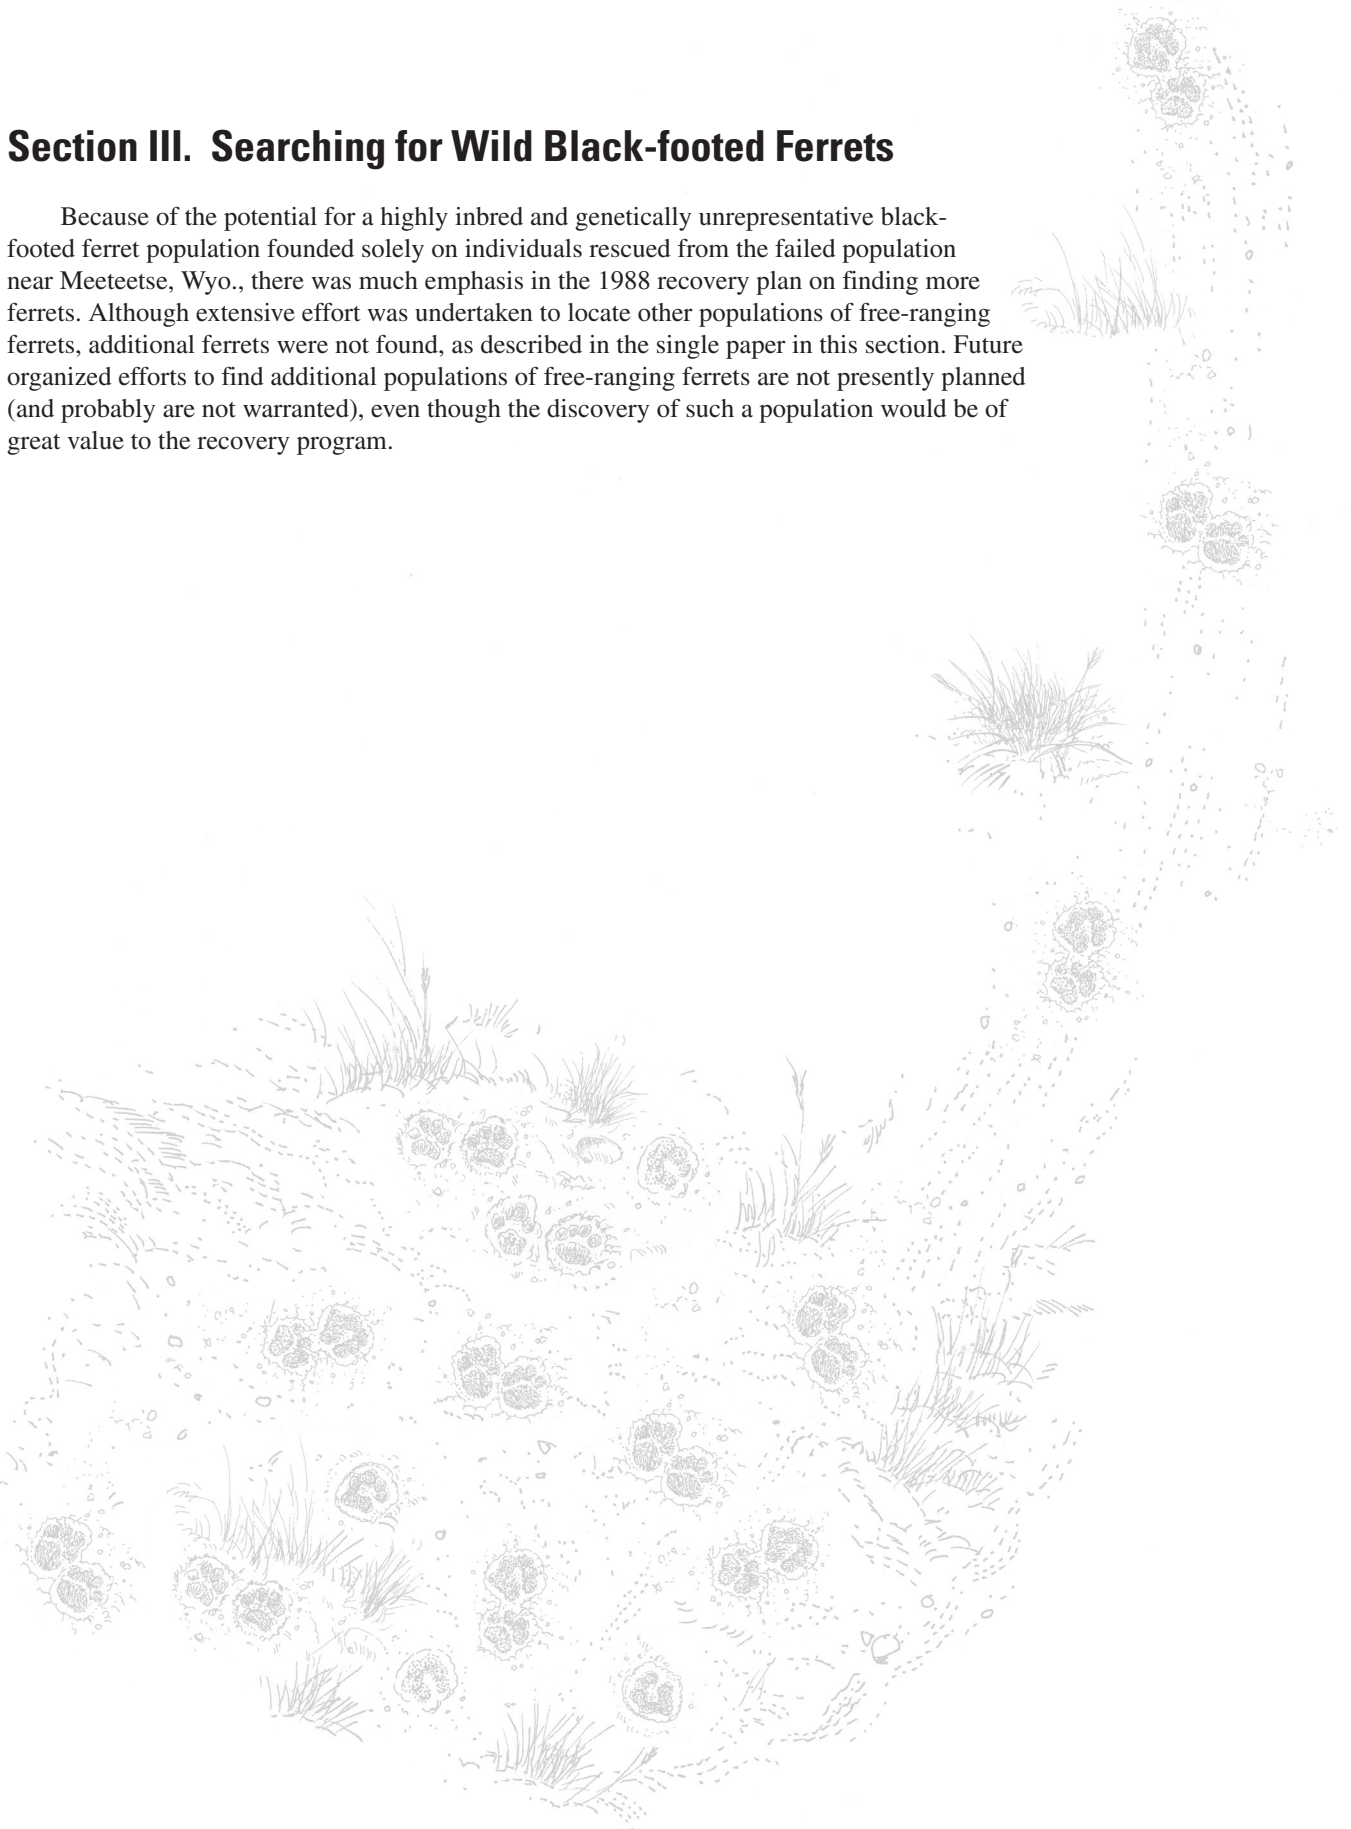 Section III. Searching for Wild Black-footed Ferrets
Because of the potential for a highly inbred and genetically unrepresentative black-
footed ferret population founded solely on individuals rescued from the failed population
near Meeteetse, Wyo., there was much emphasis in the 1988 recovery plan on finding more
ferrets. Although extensive effort was undertaken to locate other populations of free-ranging
ferrets, additional ferrets were not found, as described in the single paper in this section. Future
organized efforts to find additional populations of free-ranging ferrets are not presently planned
(and probably are not warranted), even though the discovery of such a population would be of
great value to the recovery program.